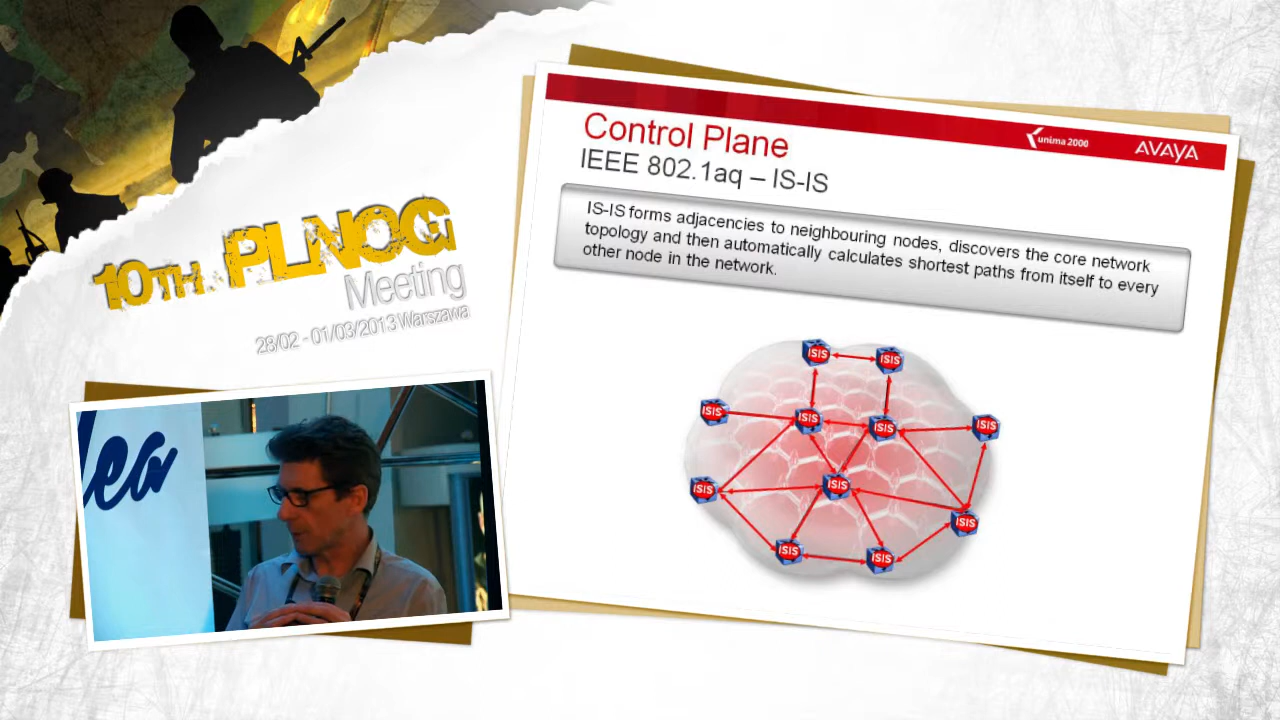 10TH PLNOG
Meeting
28/02 - 01/03/2013 Warszawa
lea
unima 2000
AVAYA
Control Plane
IEEE 802.1aq – IS-IS
IS-IS forms adjacencies to neighbouring nodes, discovers the core network
topology and then automatically calculates shortest paths from itself to every
other node in the network.
ISIS
ISIS
ISIS
ISIS
ISIS
ISIS
ISIS
ISIS
ISIS
ISIS
ISIS